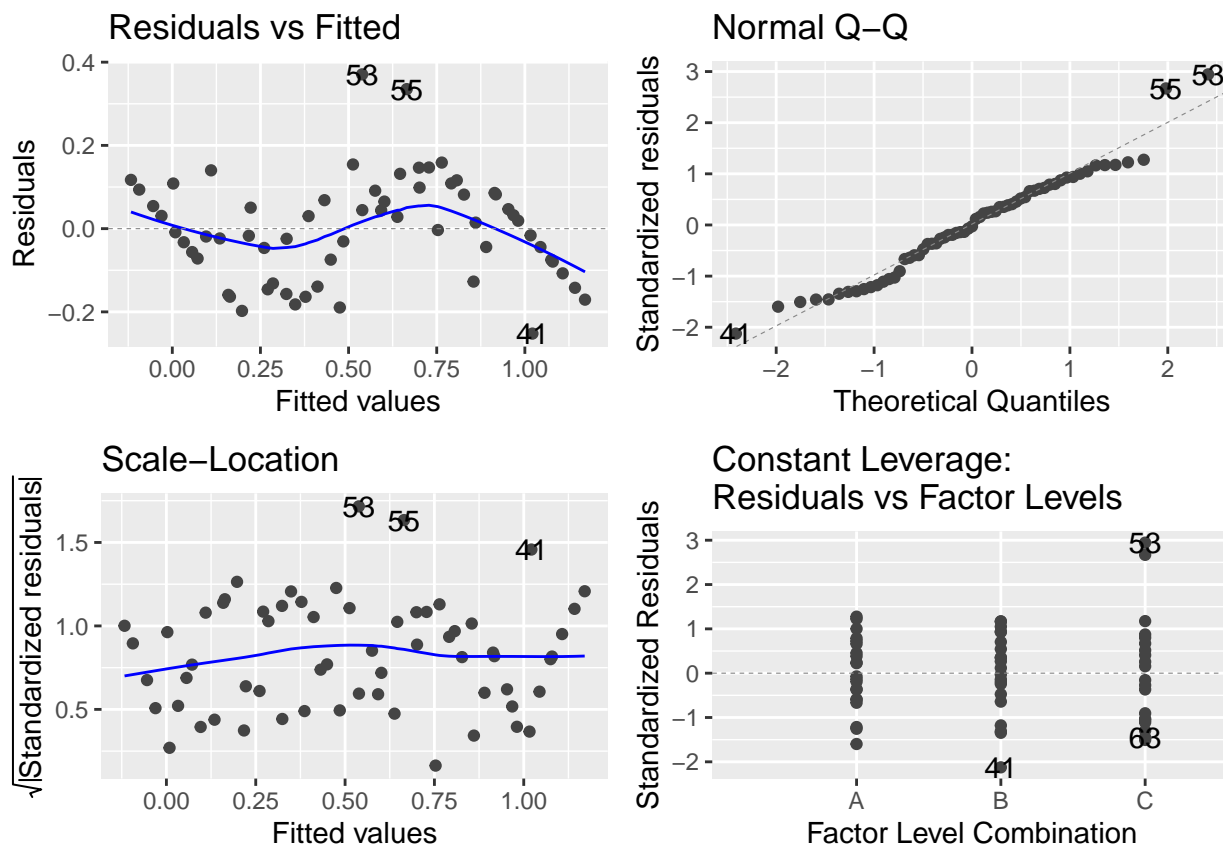 Residuals vs Fitted
0.4
0.2
0.0
−0.2
53
55
41
0.00 0.25 0.50 0.75 1.00
Fitted values
Residuals
Normal Q−Q
3
2
1
0
−1
−2
53
55
41
−2 −1 0 1 2
Theoretical Quantiles
Standardized residuals
Scale−Location
1.5
1.0
0.5
53
55
41
0.00 0.25 0.50 0.75 1.00
Fitted values
√|Standardized residuals|
Constant Leverage:
Residuals vs Factor Levels
3
2
1
0
−1
−2
53
63
41
A B C
Factor Level Combination
Standardized Residuals